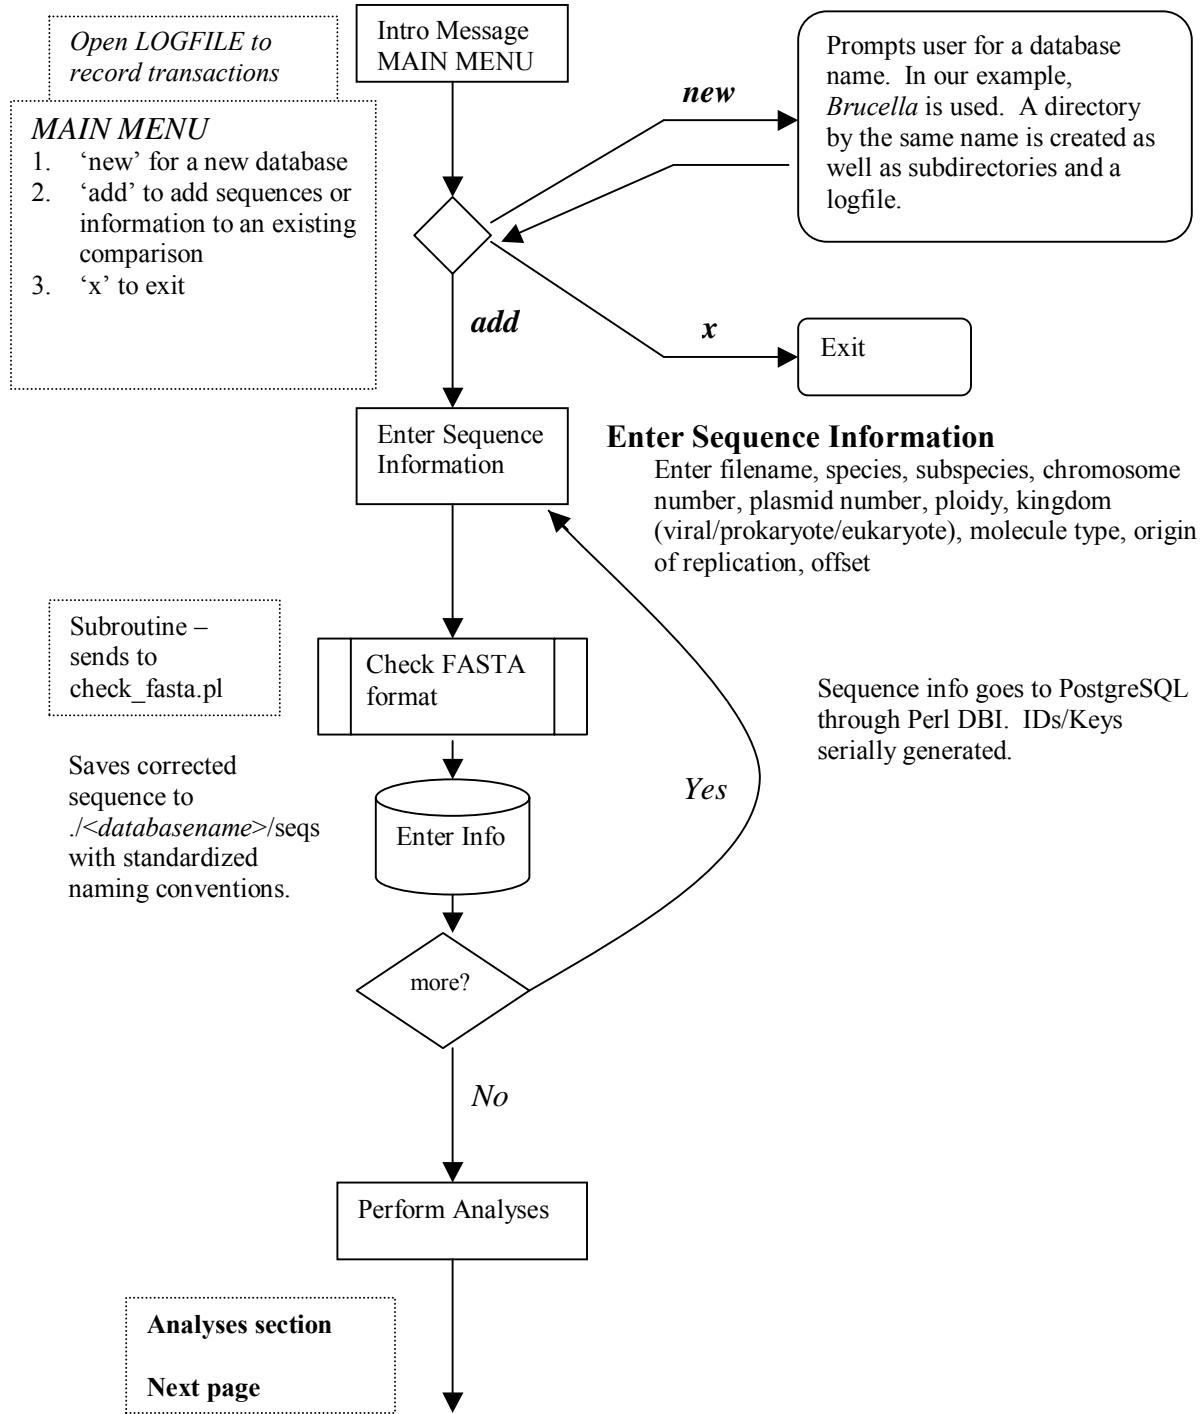 Open LOGFILE to
record transactions
MAIN MENU
1. ‘new’ for a new database
2. ‘add’ to add sequences or
information to an existing
comparison
3. ‘x’ to exit
Intro Message
MAIN MENU
new
Prompts user for a database
name. In our example,
Brucella is used. A directory
by the same name is created as
well as subdirectories and a
logfile.
add
x
Exit
Enter Sequence
Information
Enter Sequence Information
Enter filename, species, subspecies, chromosome
number, plasmid number, ploidy, kingdom
(viral/prokaryote/eukaryote), molecule type, origin
of replication, offset
Subroutine –
sends to
check_fasta.pl
Check FASTA
format
Sequence info goes to PostgreSQL
through Perl DBI. IDs/Keys
serially generated.
Saves corrected
sequence to
./<databasename>/seqs
with standardized
naming conventions.
Enter Info
Yes
more?
No
Perform Analyses
Analyses section
Next page